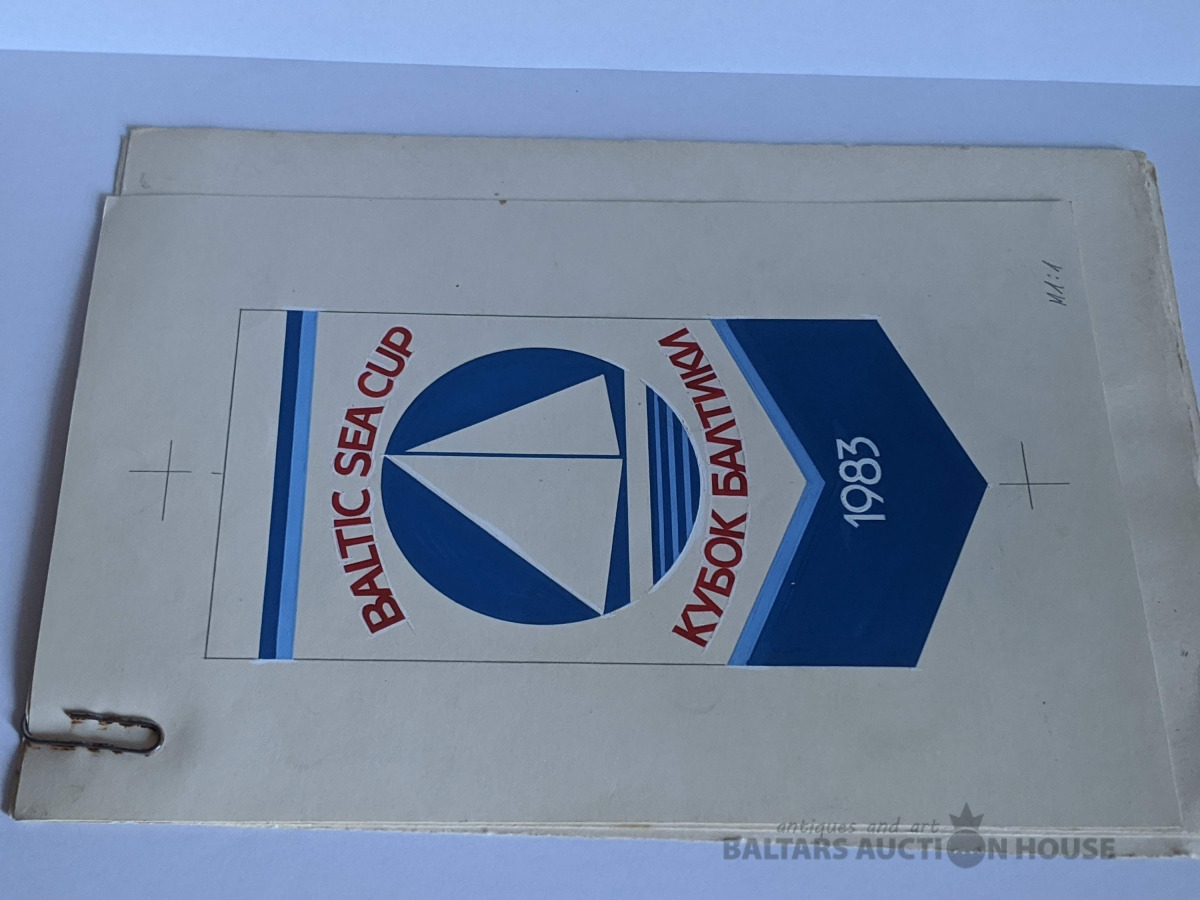 BALTIC SEA CUP
КУБОК БАЛТИКИ
1983
M1:1
antiques and art
BALTARS AUCTION HOUSE